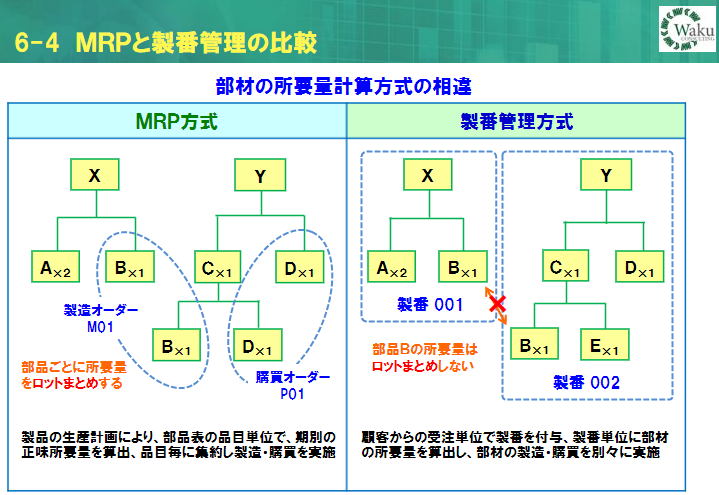 6-4 MRPと製番管理の比較
Waku
CONSULTING
部材の所要量計算方式の相違
MRP方式
X
Y
A×2
B×1
C×1
D×1
製造オーダー
M01
B×1
D×1
部品ごとに所要量
をロットまとめする
購買オーダー
P01
製品の生産計画により、部品表の品目単位で、期別の
正味所要量を算出、品目毎に集約し製造・購買を実施
製番管理方式
X
Y
A×2
B×1
C×1
D×1
製番 001
部品Bの所要量は
ロットまとめしない
B×1
E×1
製番 002
顧客からの受注単位で製番を付与、製番単位に部材
の所要量を算出し、部材の製造・購買を別々に実施